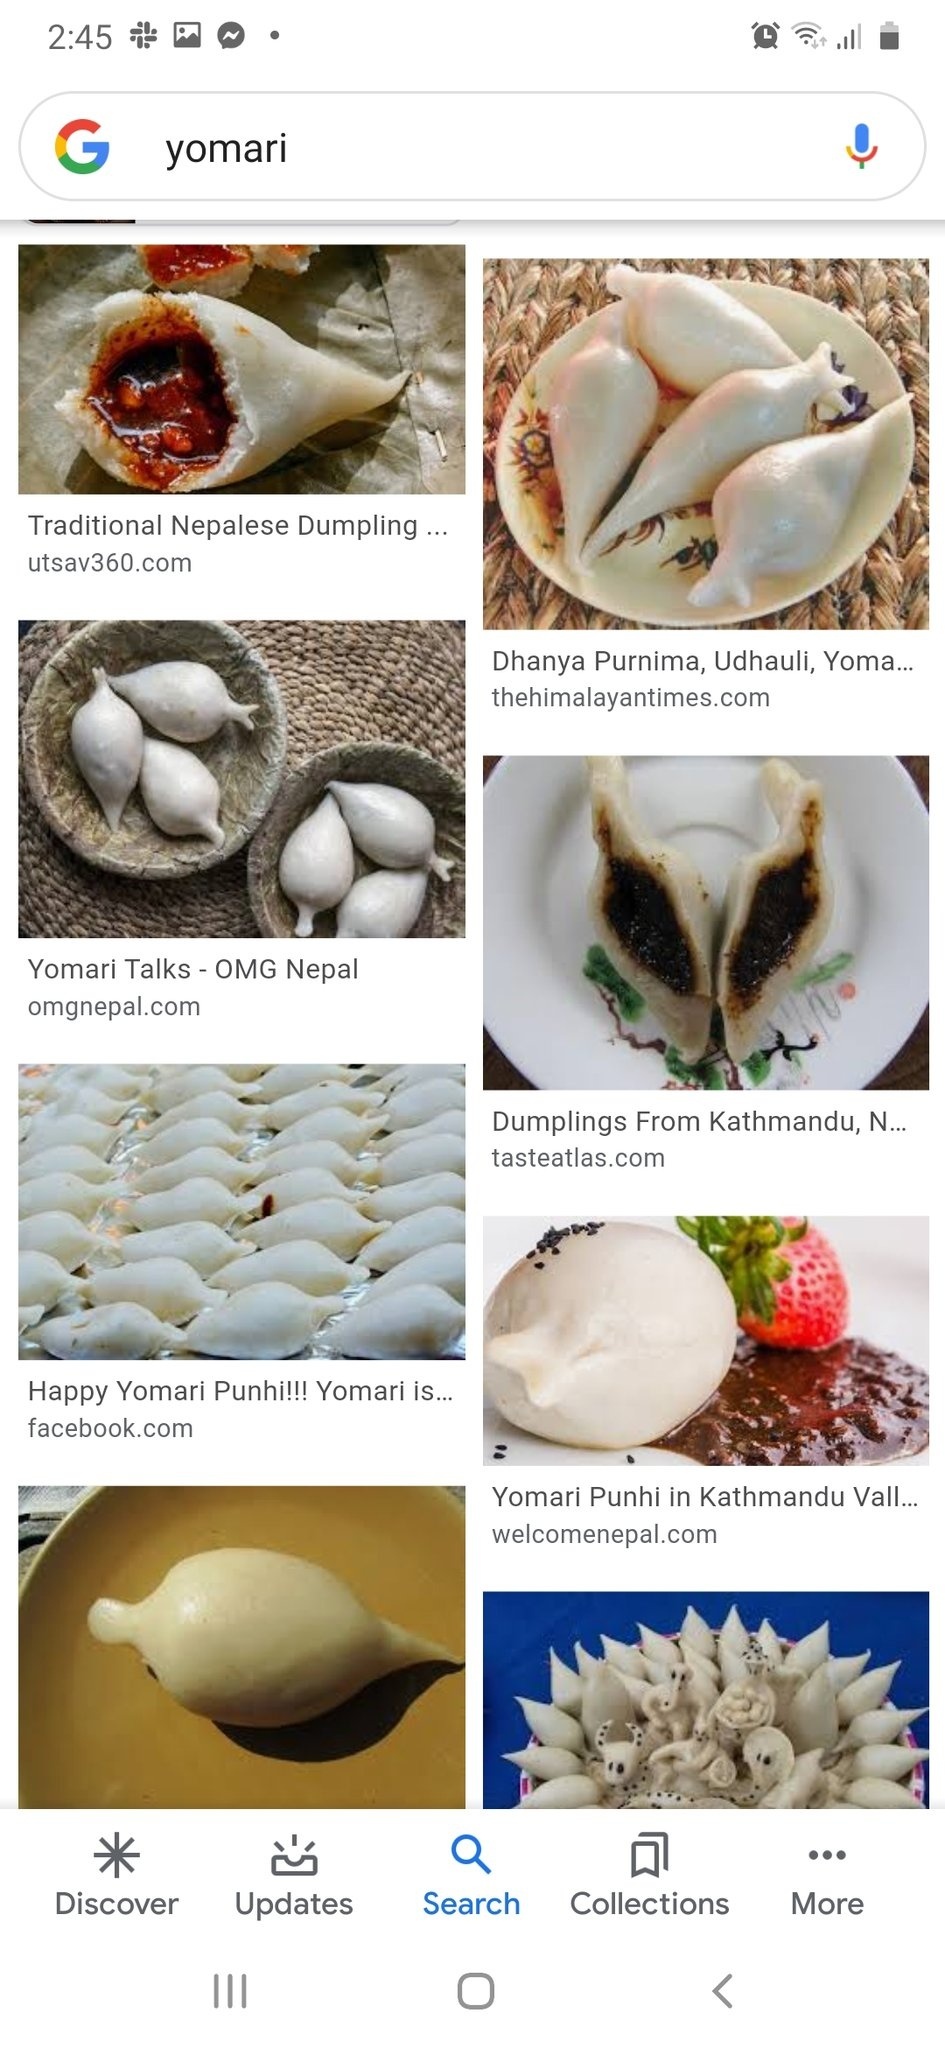 2:45
yomari
Traditional Nepalese Dumpling ...
utsav360.com
Dhanya Purnima, Udhauli, Yoma...
thehimalayantimes.com
Yomari Talks - OMG Nepal
omgnepal.com
Dumplings From Kathmandu, N...
tasteatlas.com
Happy Yomari Punhi!!! Yomari is...
facebook.com
Yomari Punhi in Kathmandu Vall...
welcomenepal.com
Discover
Updates
Search
Collections
More